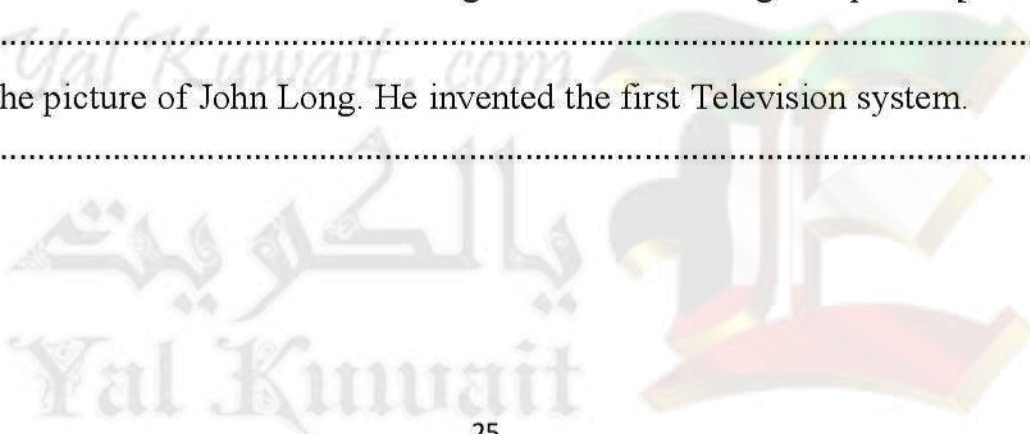 Yal Kuwait . com
he picture of John Long. He invented the first Television system.
يالكويت
Yal Kuwait
25